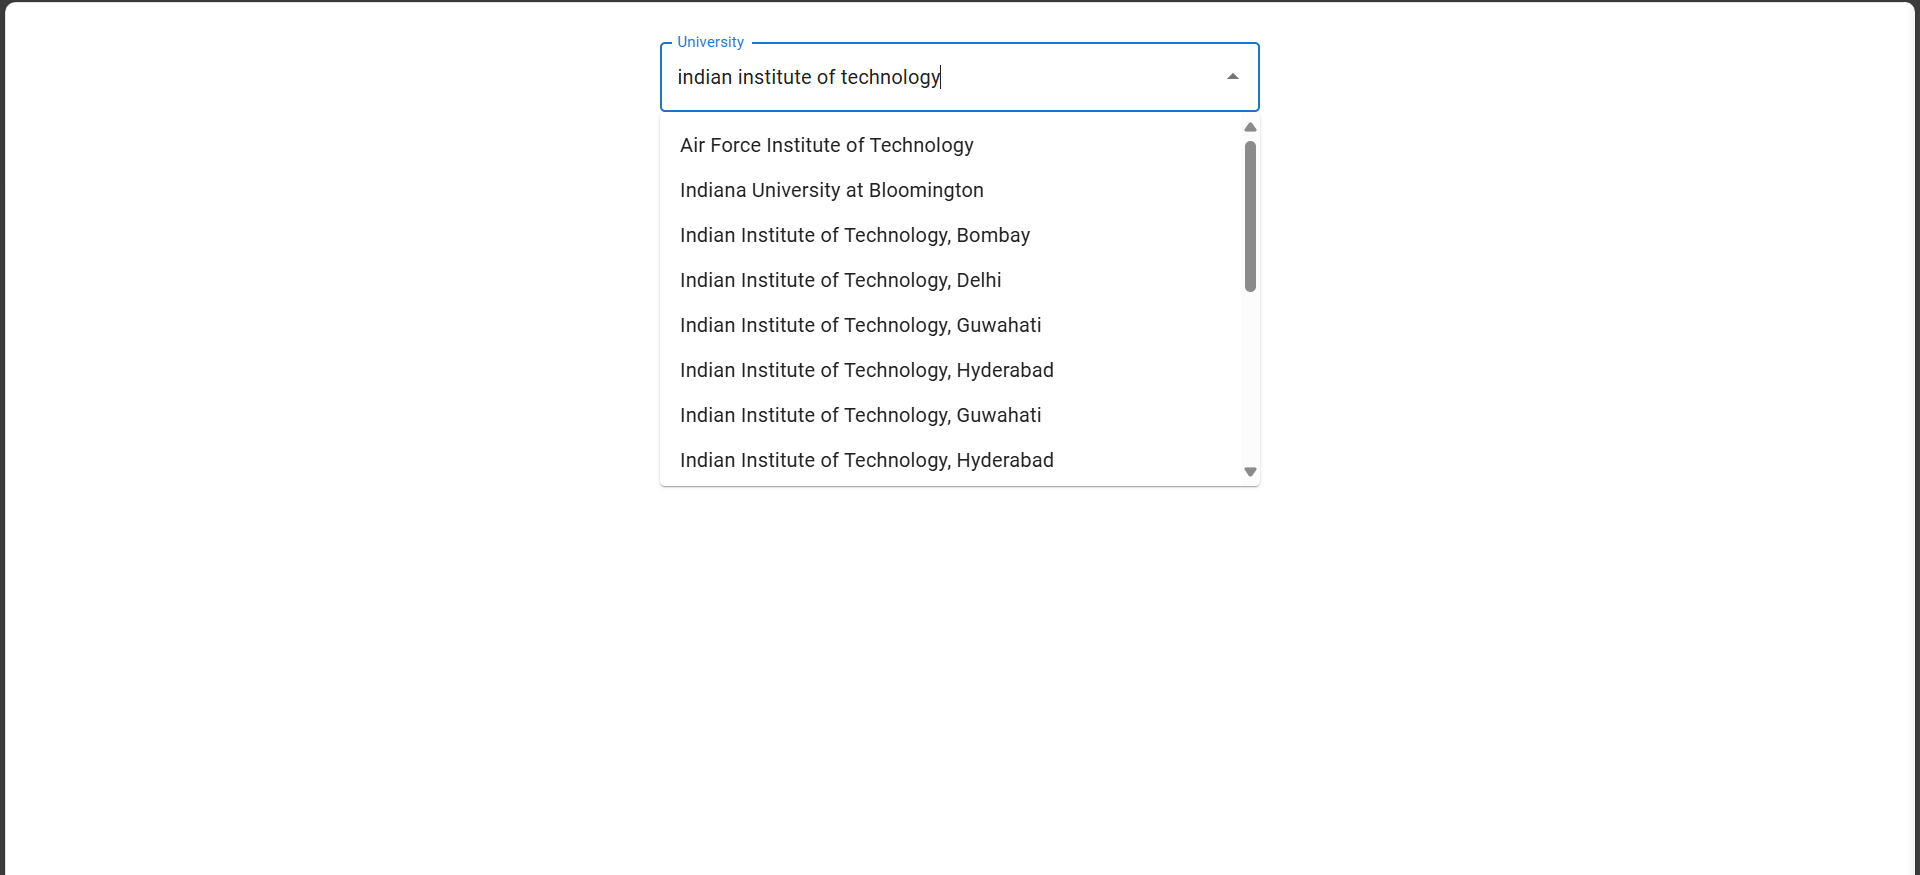 University
indian institute of technology
Air Force Institute of Technology
Indiana University at Bloomington
Indian Institute of Technology, Bombay
Indian Institute of Technology, Delhi
Indian Institute of Technology, Guwahati
Indian Institute of Technology, Hyderabad
Indian Institute of Technology, Guwahati
Indian Institute of Technology, Hyderabad